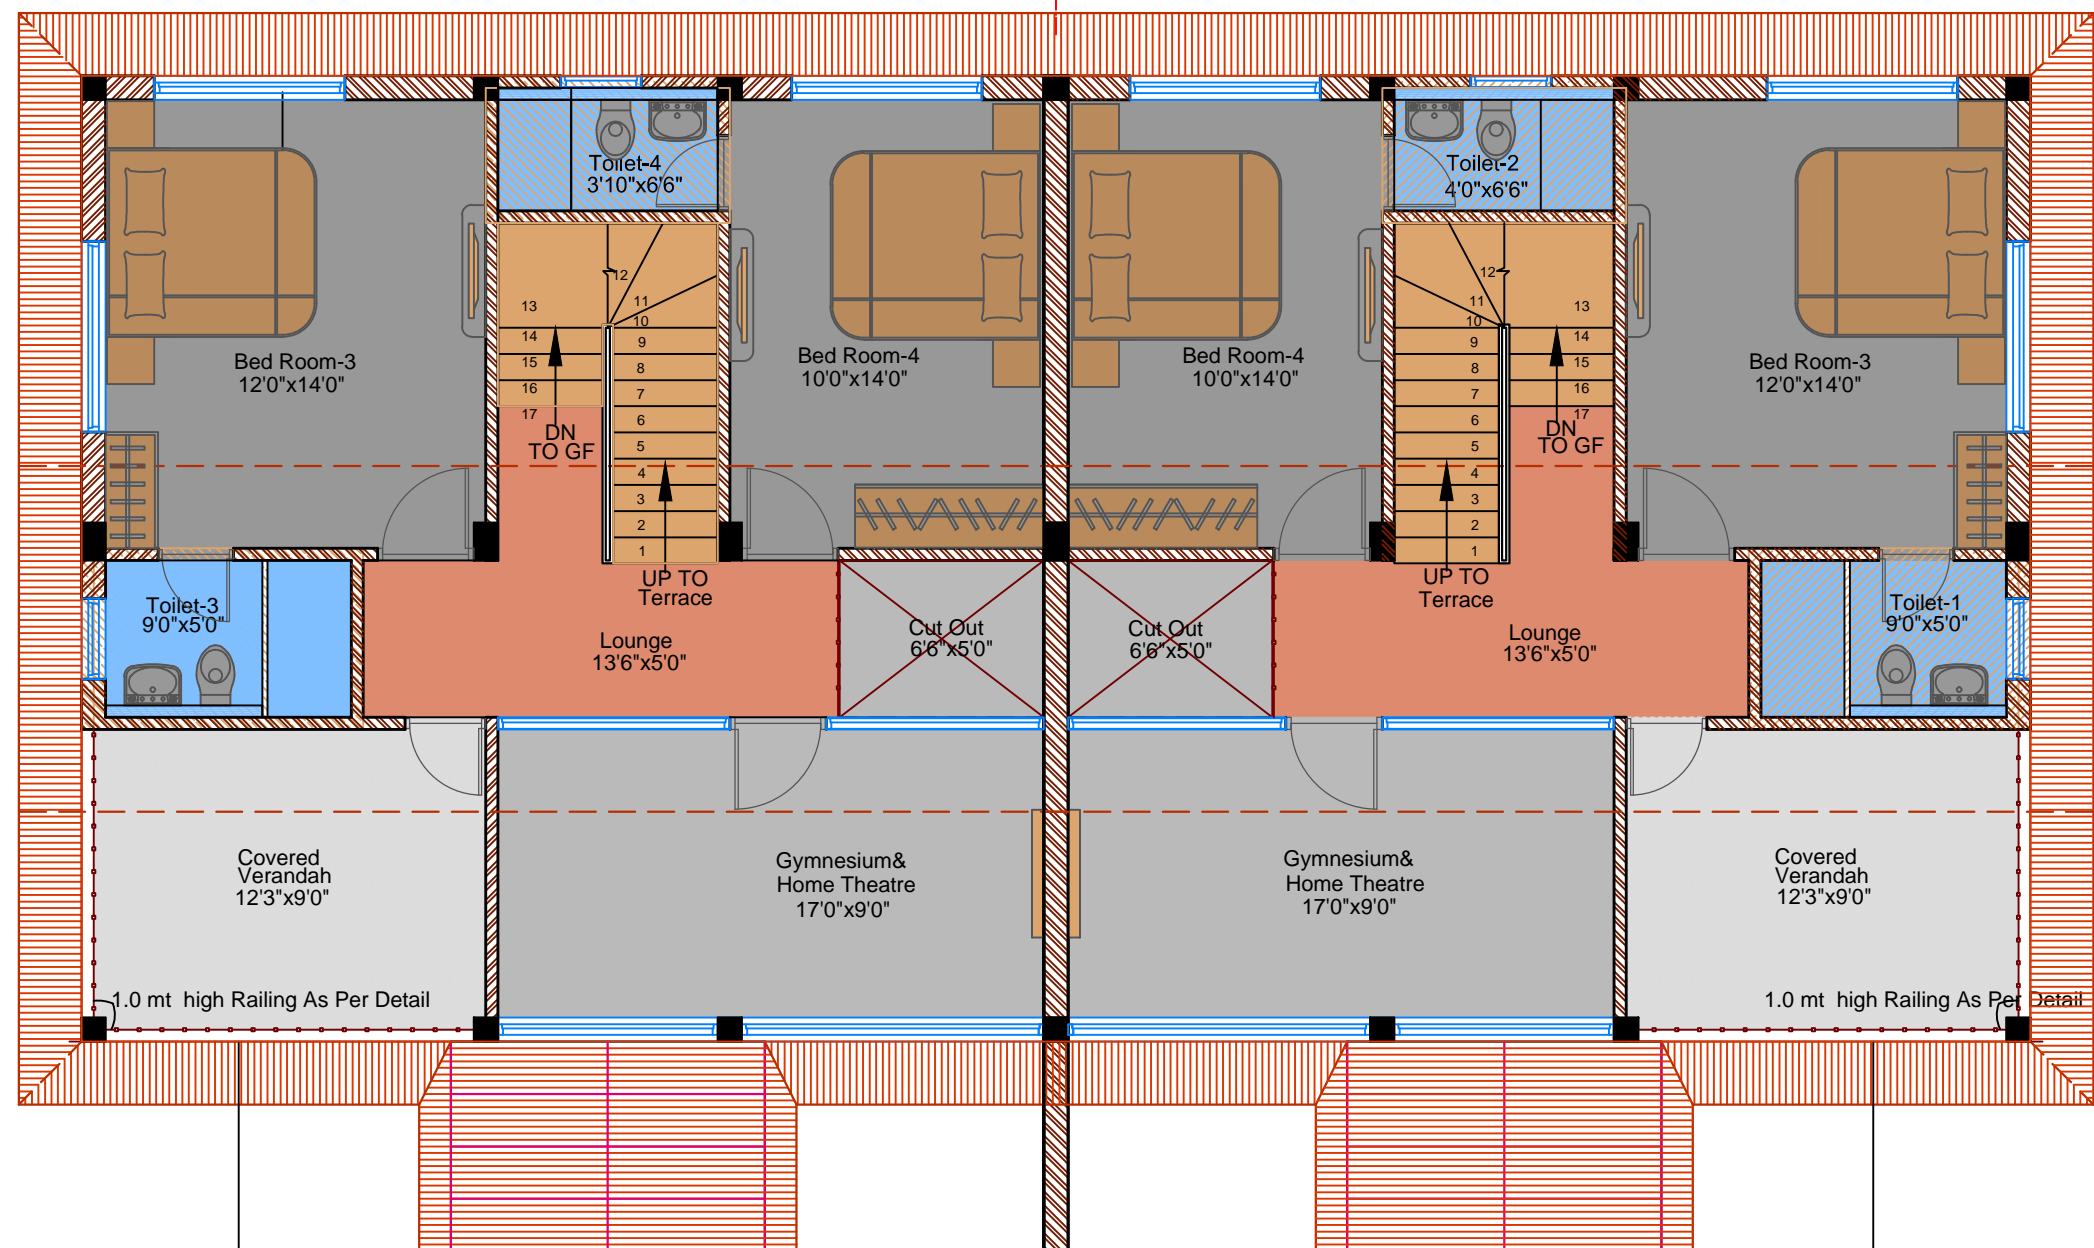 Toilet-4
3'10"x6'6"
Toilet-2
4'0"x6'6"
12
13
11
10
14
9
15
8
16
7
17
6
5
4
3
2
1
DN
TO GF
Bed Room-3
12'0"x14'0"
Bed Room-4
10'0"x14'0"
Bed Room-4
10'0"x14'0"
12
11
13
10
14
9
15
8
16
7
17
6
5
4
3
2
1
DN
TO GF
Bed Room-3
12'0"x14'0"
UP TO
Terrace
UP TO
Terrace
Toilet-3
9'0"x5'0"
Lounge
13'6"x5'0"
Cut Out
6'6"x5'0"
Cut Out
6'6"x5'0"
Lounge
13'6"x5'0"
Toilet-1
9'0"x5'0"
Covered
Verandah
12'3"x9'0"
Gymnesium&
Home Theatre
17'0"x9'0"
Gymnesium&
Home Theatre
17'0"x9'0"
Covered
Verandah
12'3"x9'0"
1.0 mt  high Railing As Per Detail
1.0 mt  high Railing As Per Detail